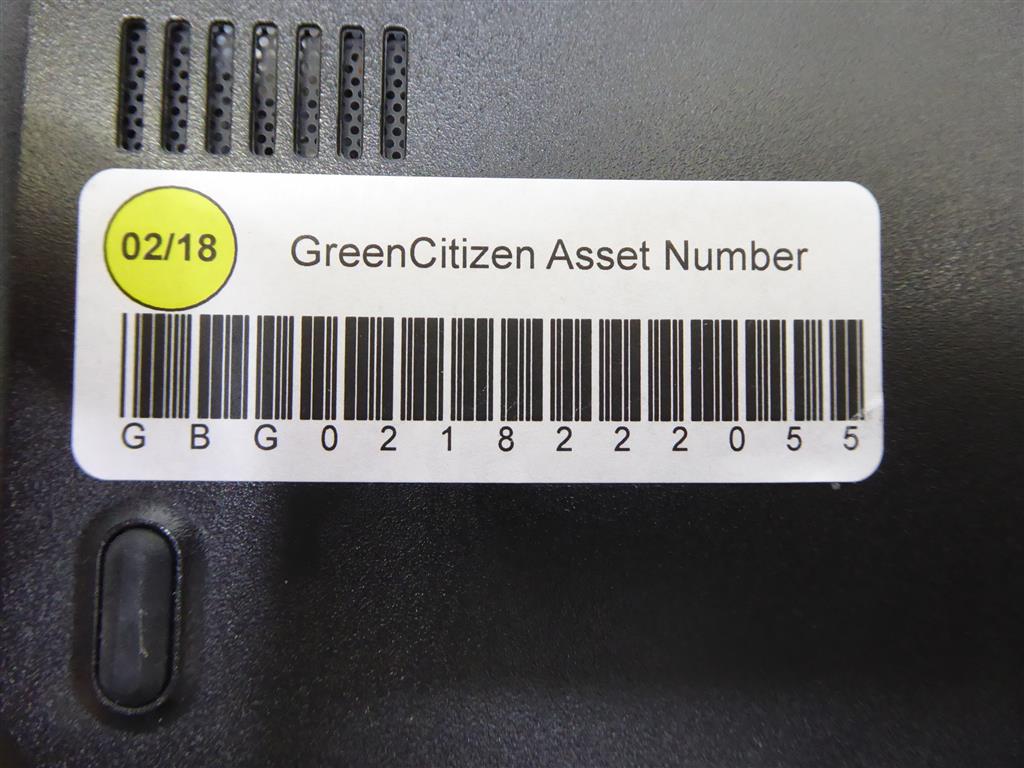 02/18
GreenCitizen Asset Number
G B G 0 2 1 8 2 2 2 0 5 5